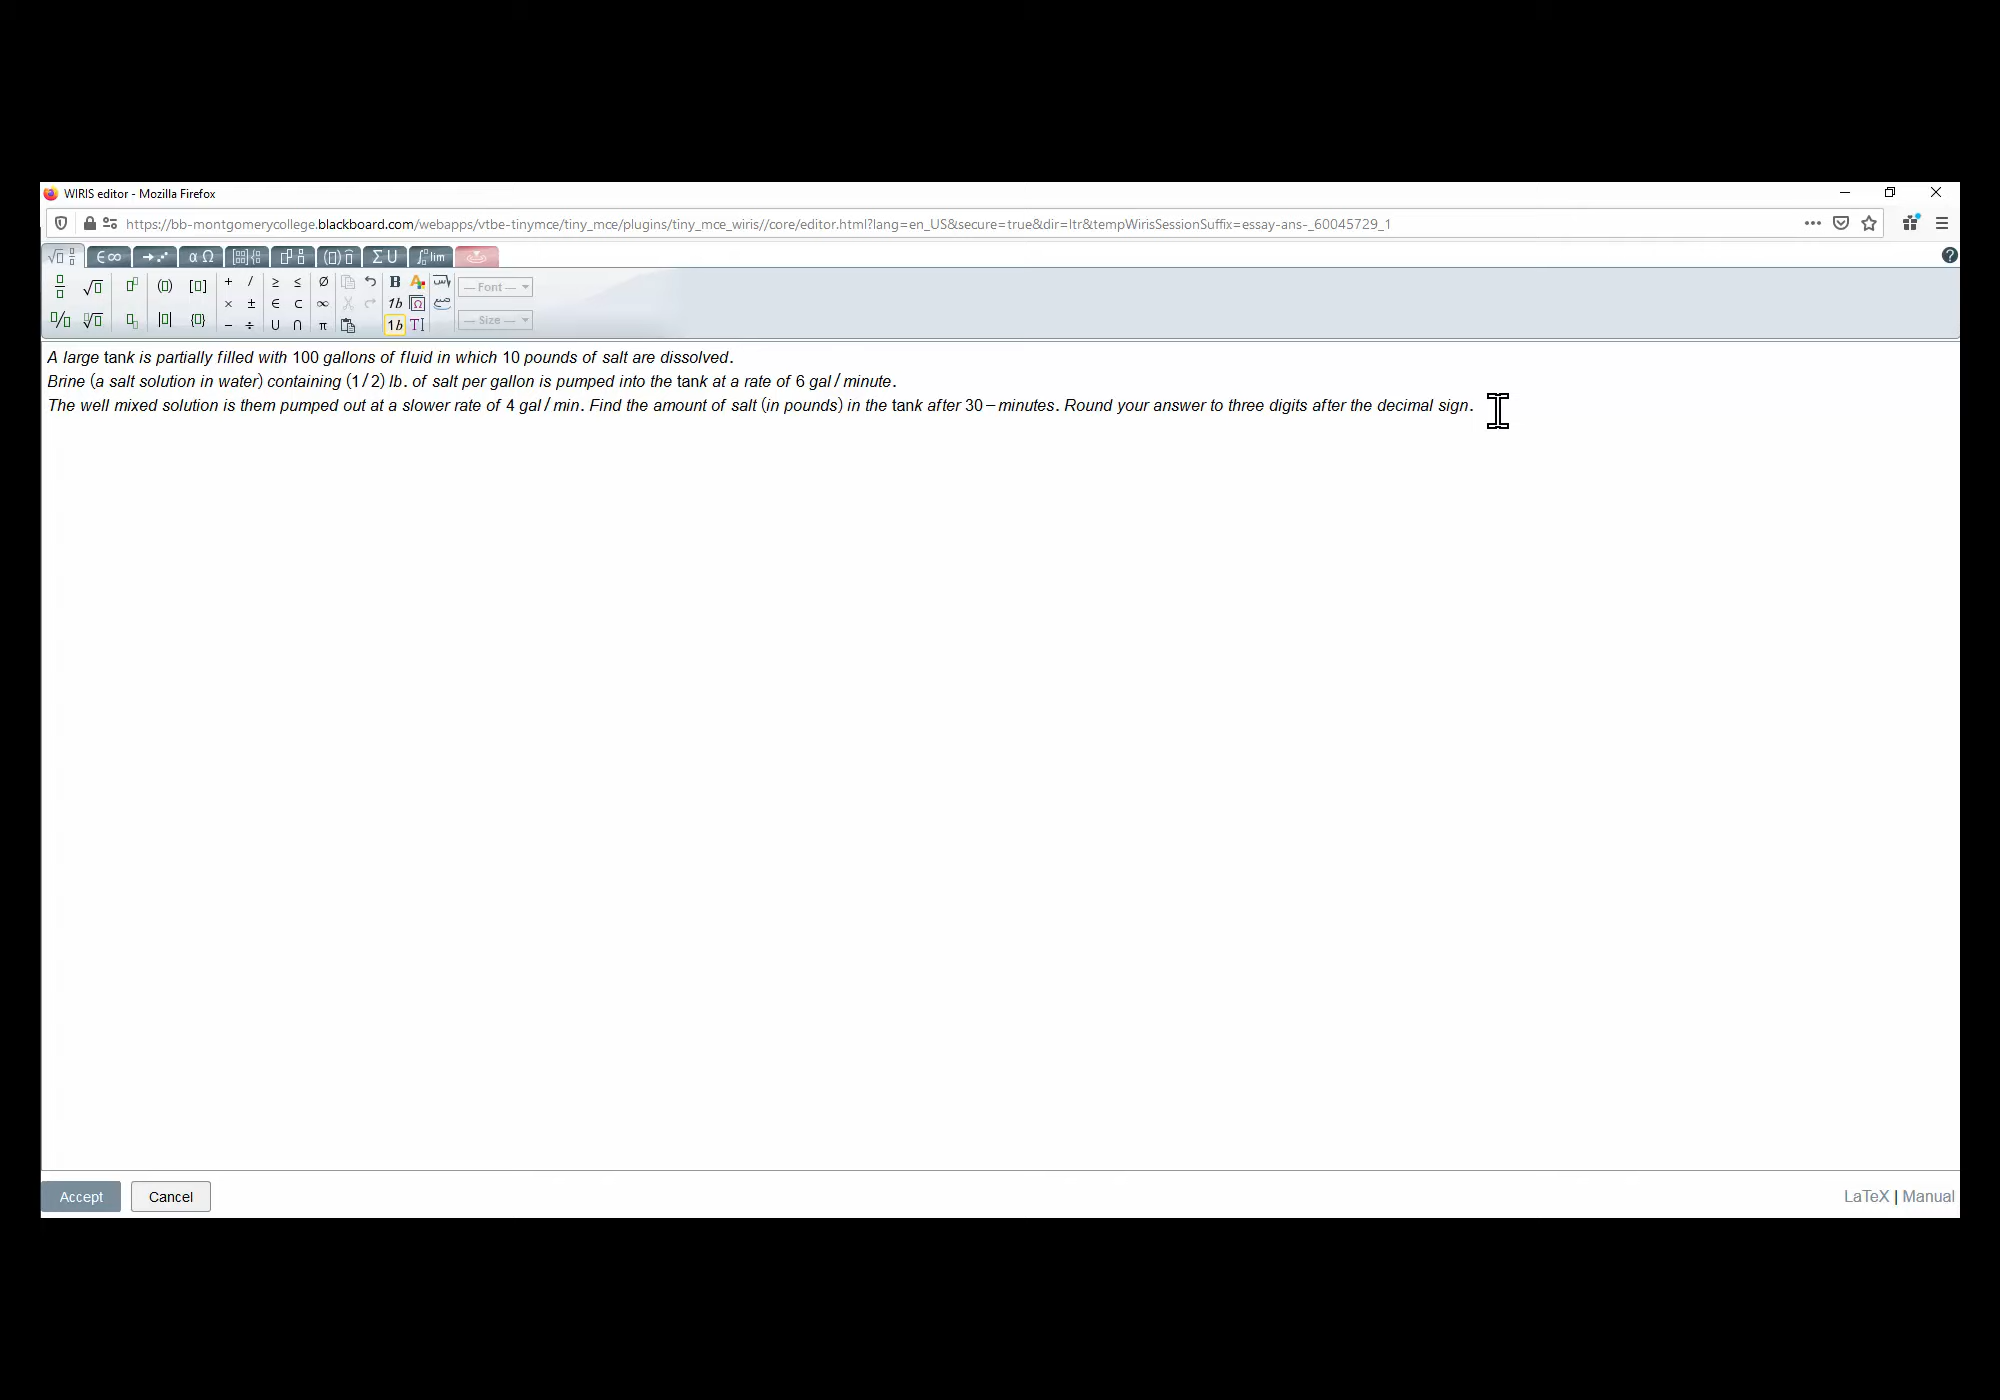 WIRIS editor - Mozilla Firefox
https://bb-montgomerycollege.blackboard.com/webapps/vtbe-tinymce/tiny_mce/plugins/tiny_mce_wiris//core/editor.html?lang=en_US&secure=true&dir=ltr&tempWirisSessionSuffix=essay-ans-_60045729_1
— Font —
— Size —
A large tank is partially filled with 100 gallons of fluid in which 10 pounds of salt are dissolved.
Brine (a salt solution in water) containing (1/2) lb. of salt per gallon is pumped into the tank at a rate of 6 gal/minute.
The well mixed solution is them pumped out at a slower rate of 4 gal/min. Find the amount of salt (in pounds) in the tank after 30−minutes. Round your answer to three digits after the decimal sign.
Accept Cancel LaTeX | Manual